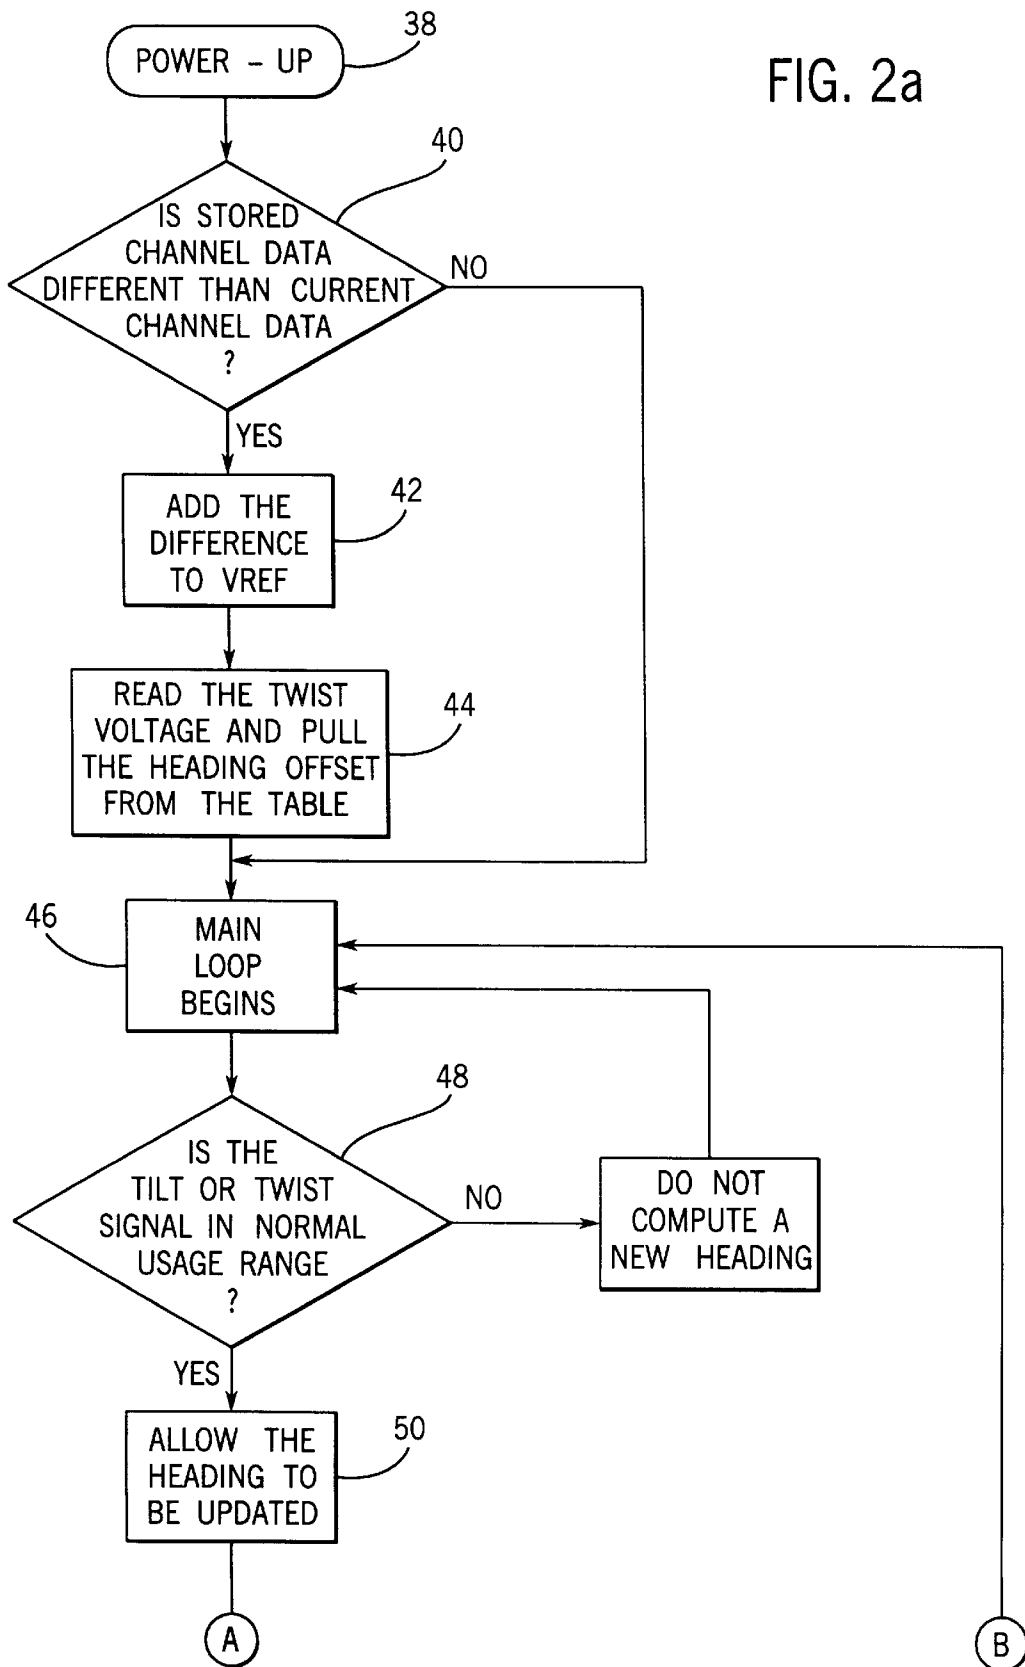 POWER – UP
38
FIG. 2a
40
IS STORED
CHANNEL DATA
DIFFERENT THAN CURRENT
CHANNEL DATA
?
NO
YES
ADD THE
DIFFERENCE
TO VREF
42
READ THE TWIST
VOLTAGE AND PULL
THE HEADING OFFSET
FROM THE TABLE
44
46
MAIN
LOOP
BEGINS
48
IS THE
TILT OR TWIST
SIGNAL IN NORMAL
USAGE RANGE
?
NO
DO NOT
COMPUTE A
NEW HEADING
YES
ALLOW THE
HEADING TO
BE UPDATED
50
A
B